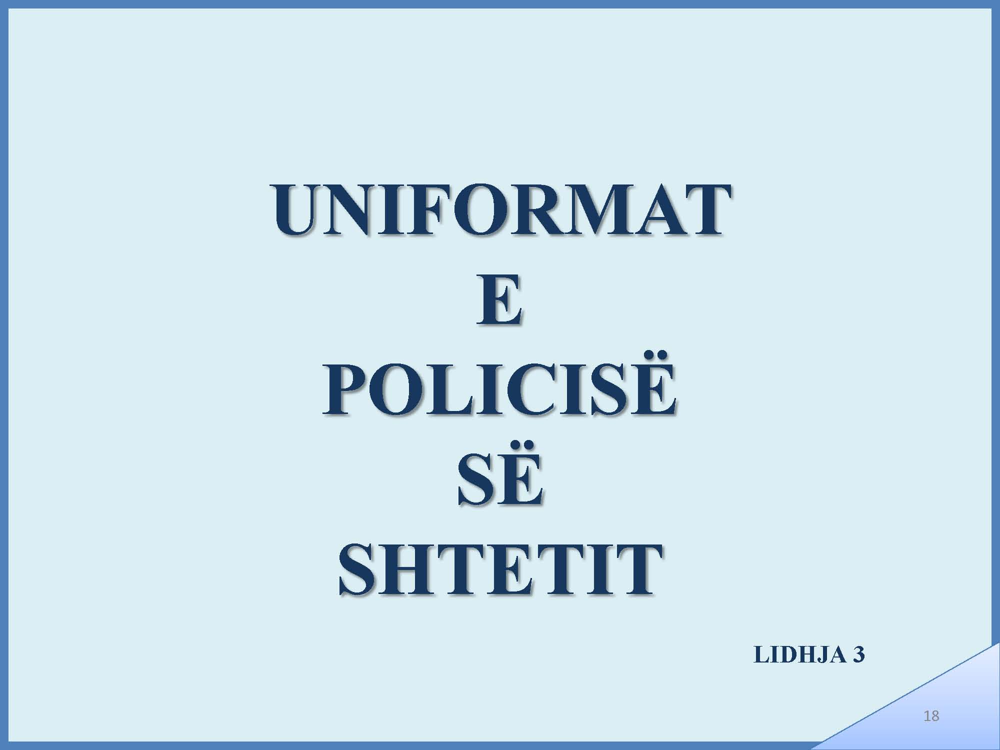 UNIFORMAT
E
POLICISË
SË
SHTETIT
LIDHJA 3
18